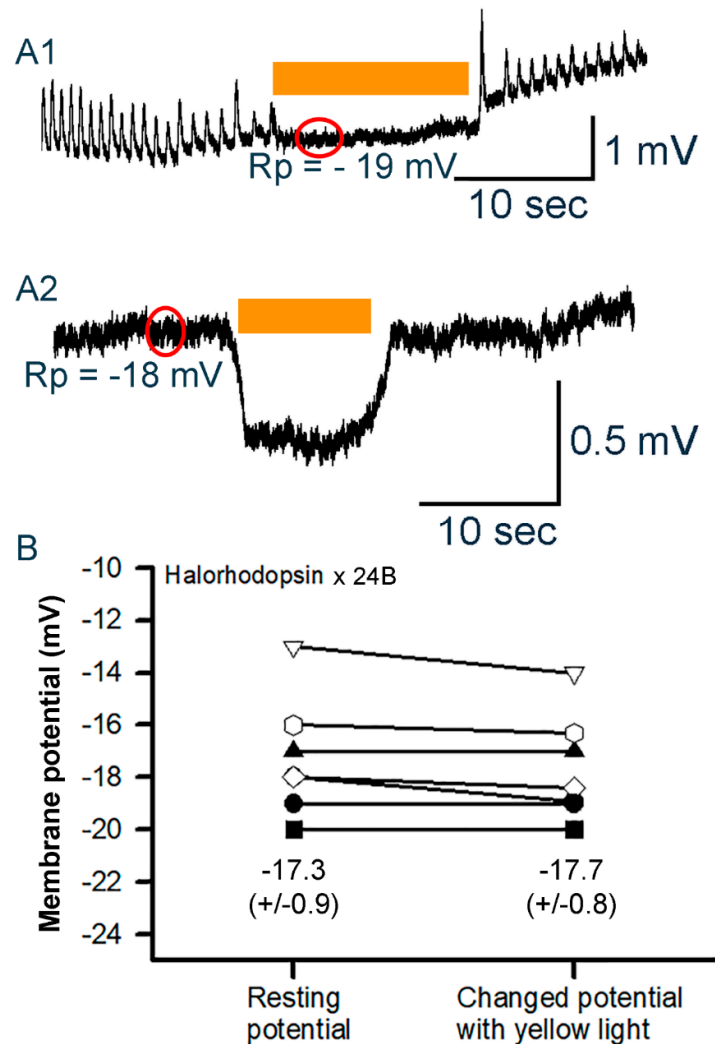 A1
Rp = - 19 mV
1 mV
10 sec
A2
Rp = -18 mV
0.5 mV
10 sec
B
Halorhodopsin x 24B
Membrane potential (mV)
-10
-12
-14
-16
-18
-20
-22
-24
-17.3
(+/-0.9)
-17.7
(+/-0.8)
Resting
potential
Changed potential
with yellow light